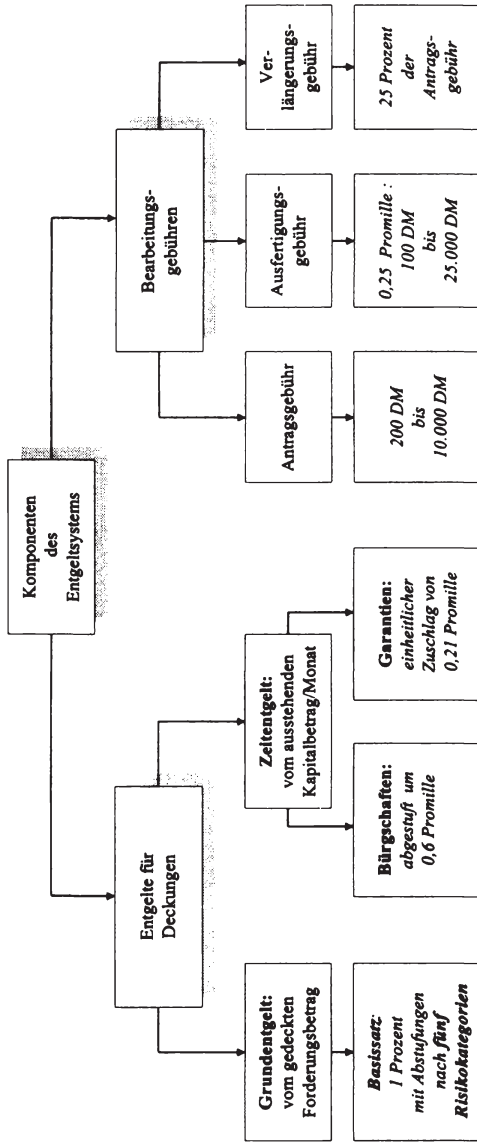 Komponenten
des
Entgeltsystems
Entgelte für
Deckungen
Bearbeitungs-
gebühren
Grundentgelt:
vom gedeckten
Forderungsbetrag
Zeitentgelt:
vom ausstehenden
Kapitalbetrag/Monat
Antragsgebühr
Ausfertigungs-
gebühr
Ver-
längerungs-
gebühr
Basissatz:
1 Prozent
mit Abstufungen
nach fünf
Risikokategorien
Bürgschaften:
abgestuft um
0,6 Promille
Garantien:
einheitlicher
Zuschlag von
0,21 Promille
200 DM
bis
10.000 DM
0,25 Promille :
100 DM
bis
25.000 DM
25 Prozent
der
Antrags-
gebühr